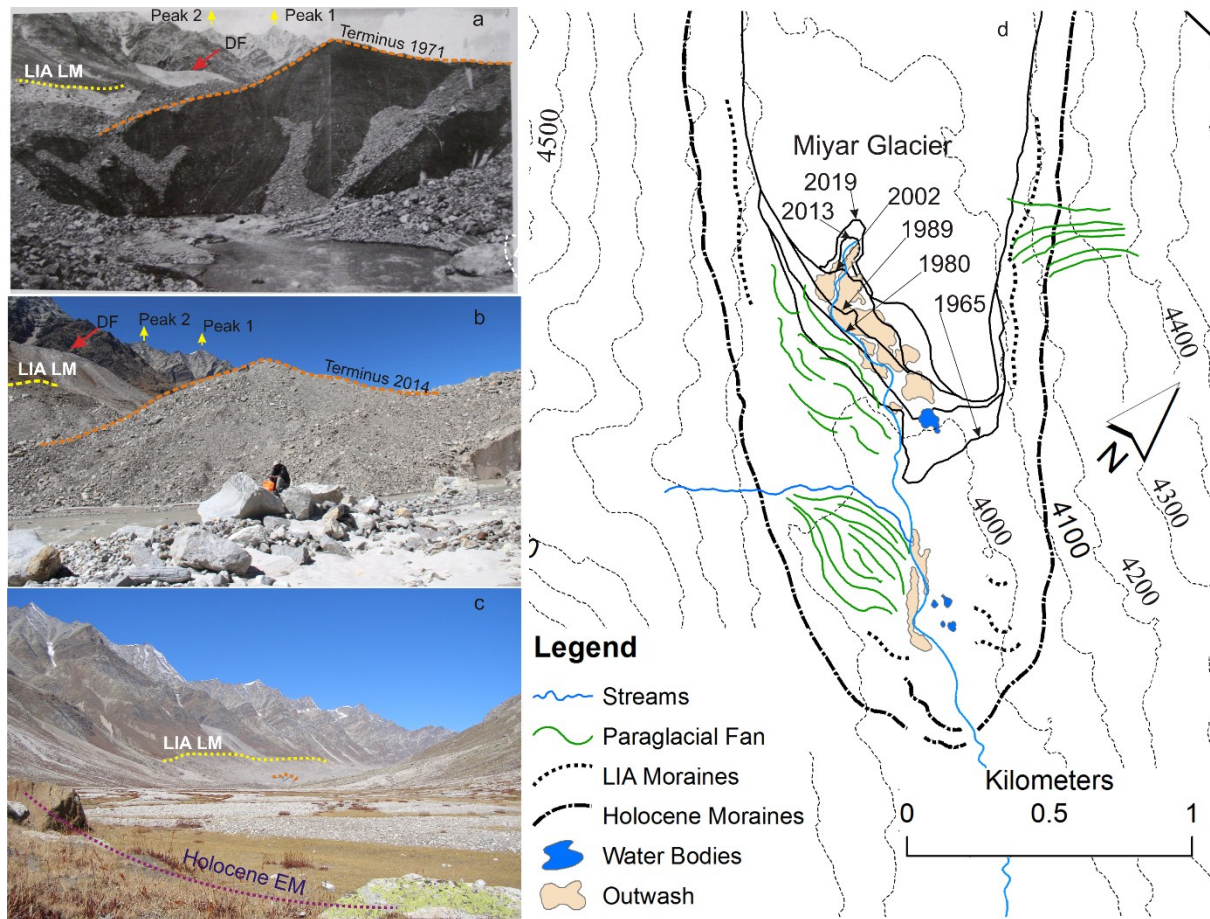 a
Peak 2
Peak 1
DF
LIA LM
Terminus 1971
b
DF
Peak 2
Peak 1
LIA LM
Terminus 2014
c
LIA LM
Holocene EM
d
4500
Miyar Glacier
2019
2002
2013
1989
1980
1965
4400
4300
4200
4100
4000
N
Legend
Streams
Paraglacial Fan
LIA Moraines
Holocene Moraines
Water Bodies
Outwash
Kilometers
0 0.5 1